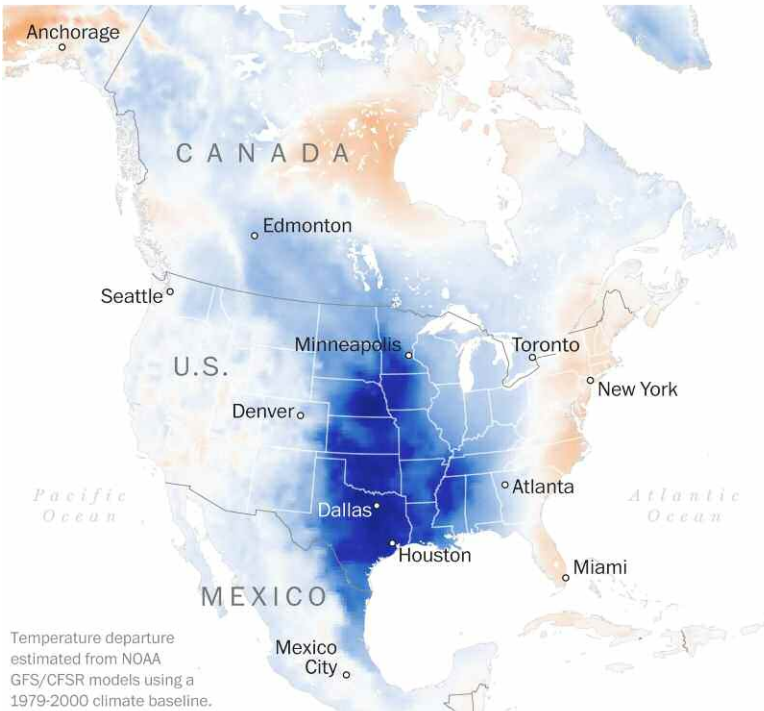 Anchorage
CANADA
Edmonton
Seattle
Minneapolis
Toronto
U.S.
New York
Denver
Pacific
Ocean
Atlanta
Atlantic
Ocean
Dallas
Houston
Miami
MEXICO
Temperature departure
estimated from NOAA
GFS/CFSR models using a
1979-2000 climate baseline.
Mexico
City